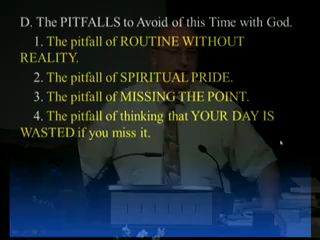 D. The PITFALLS to Avoid of this Time with God.
1. The pitfall of ROUTINE WITHOUT
REALITY.
2. The pitfall of SPIRITUAL PRIDE.
3. The pitfall of MISSING THE POINT.
4. The pitfall of thinking that YOUR DAY IS
WASTED if you miss it.